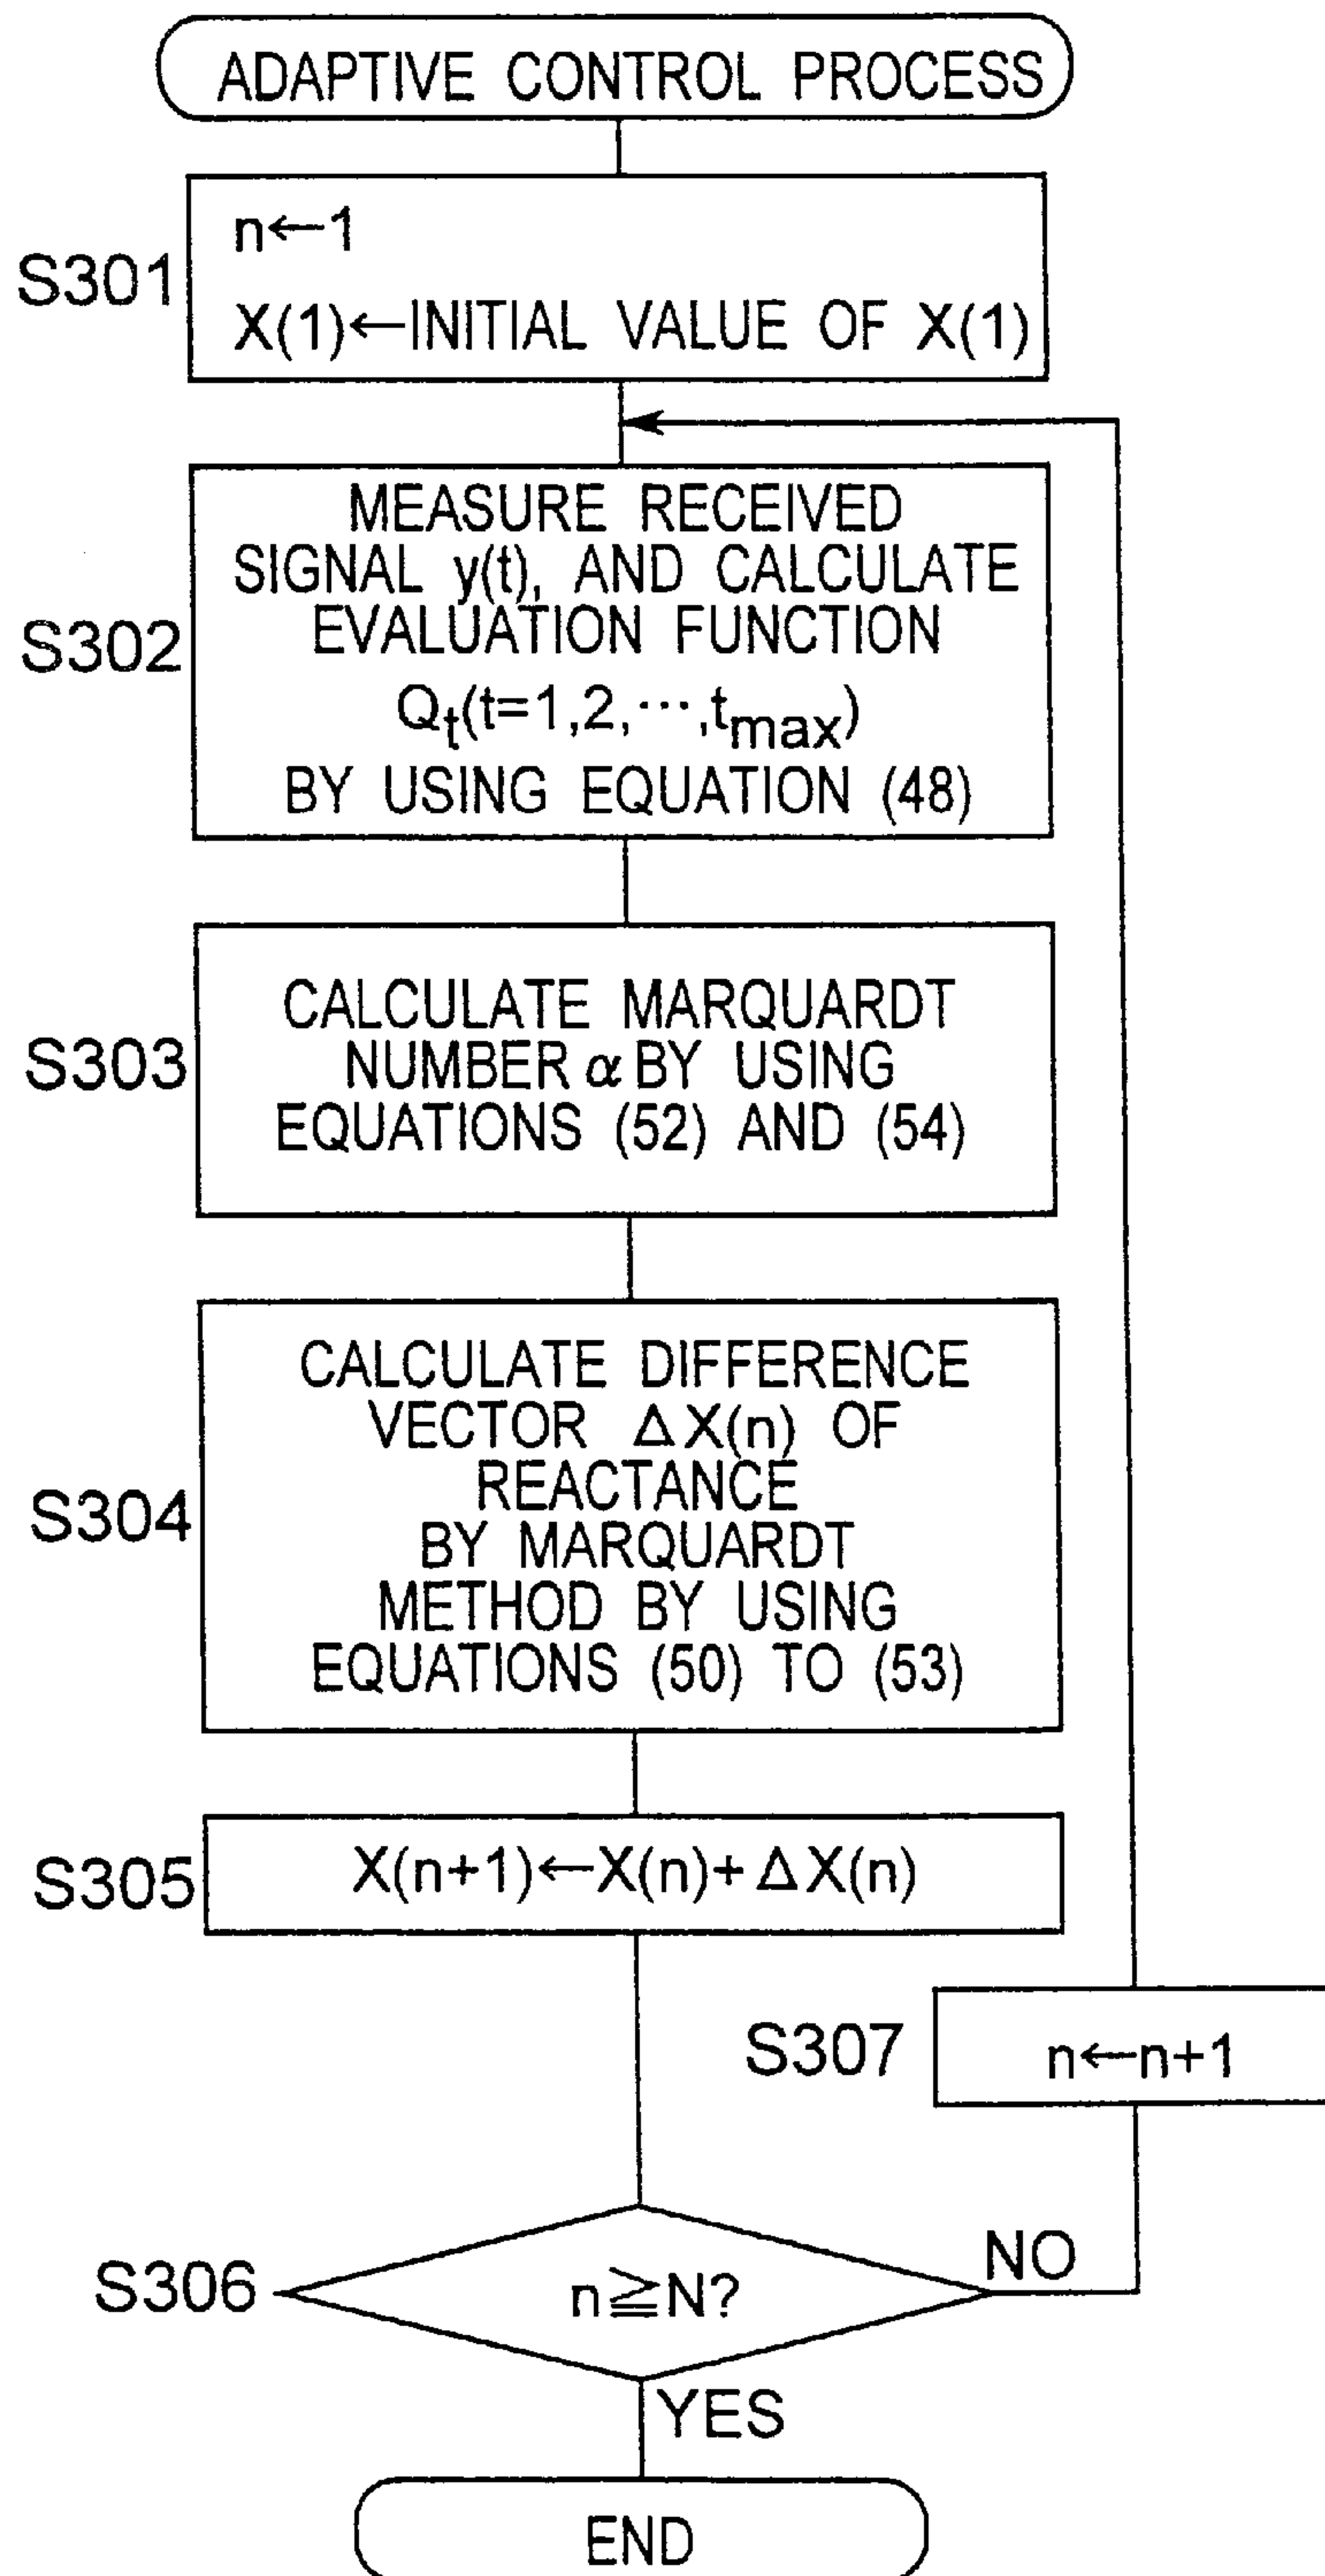 ADAPTIVE CONTROL PROCESS
S301
n←1
X(1)←INITIAL VALUE OF X(1)
S302
MEASURE RECEIVED
SIGNAL y(t), AND CALCULATE
EVALUATION FUNCTION
Qt(t=1,2,⋯,tmax)
BY USING EQUATION (48)
S303
CALCULATE MARQUARDT
NUMBER α BY USING
EQUATIONS (52) AND (54)
S304
CALCULATE DIFFERENCE
VECTOR ΔX(n) OF
REACTANCE
BY MARQUARDT
METHOD BY USING
EQUATIONS (50) TO (53)
S305
X(n+1)←X(n)+ΔX(n)
S307
n←n+1
S306
n≧N?
NO
YES
END